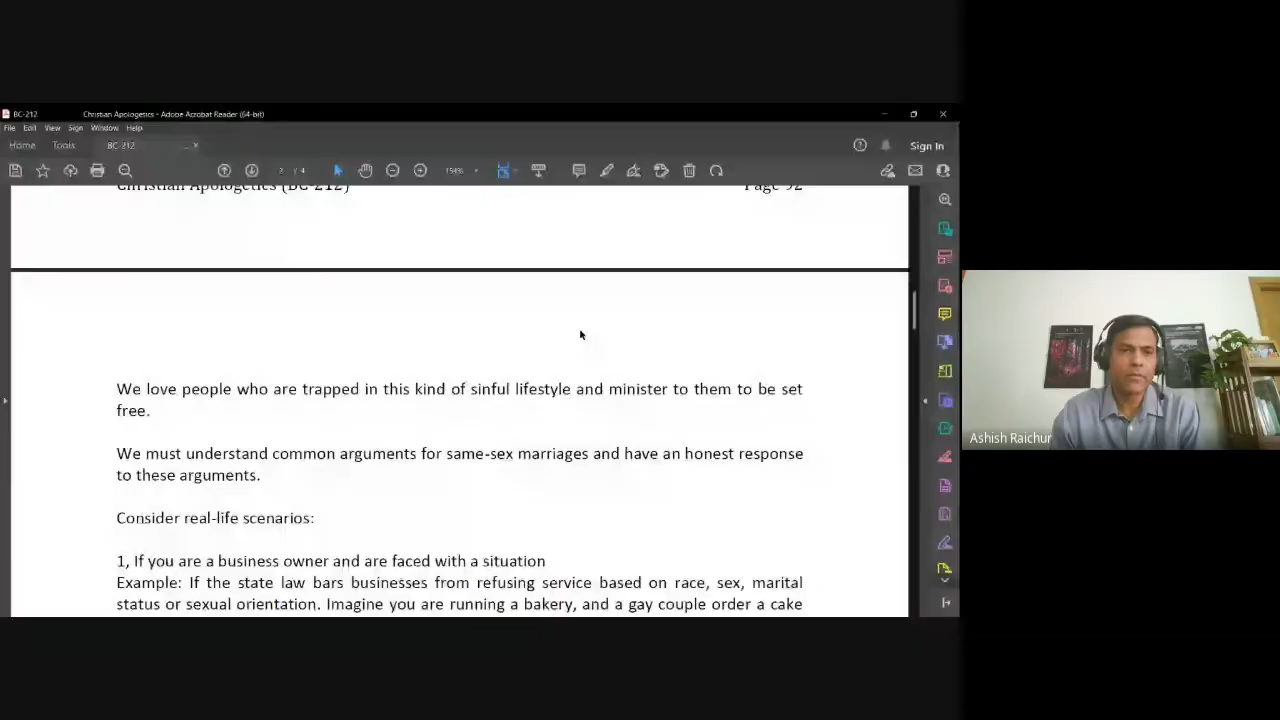 BC-212 Christian Apologetics - Adobe Acrobat Reader (64-bit)
File Edit View Sign Window Help
Home Tools BC-212 ... ×
Sign In
/ 4 154%
Christian Apologetics (BC-212) Page 92
We love people who are trapped in this kind of sinful lifestyle and minister to them to be set
free.
We must understand common arguments for same-sex marriages and have an honest response
to these arguments.
Consider real-life scenarios:
1, If you are a business owner and are faced with a situation
Example: If the state law bars businesses from refusing service based on race, sex, marital
status or sexual orientation. Imagine you are running a bakery, and a gay couple order a cake
Ashish Raichur